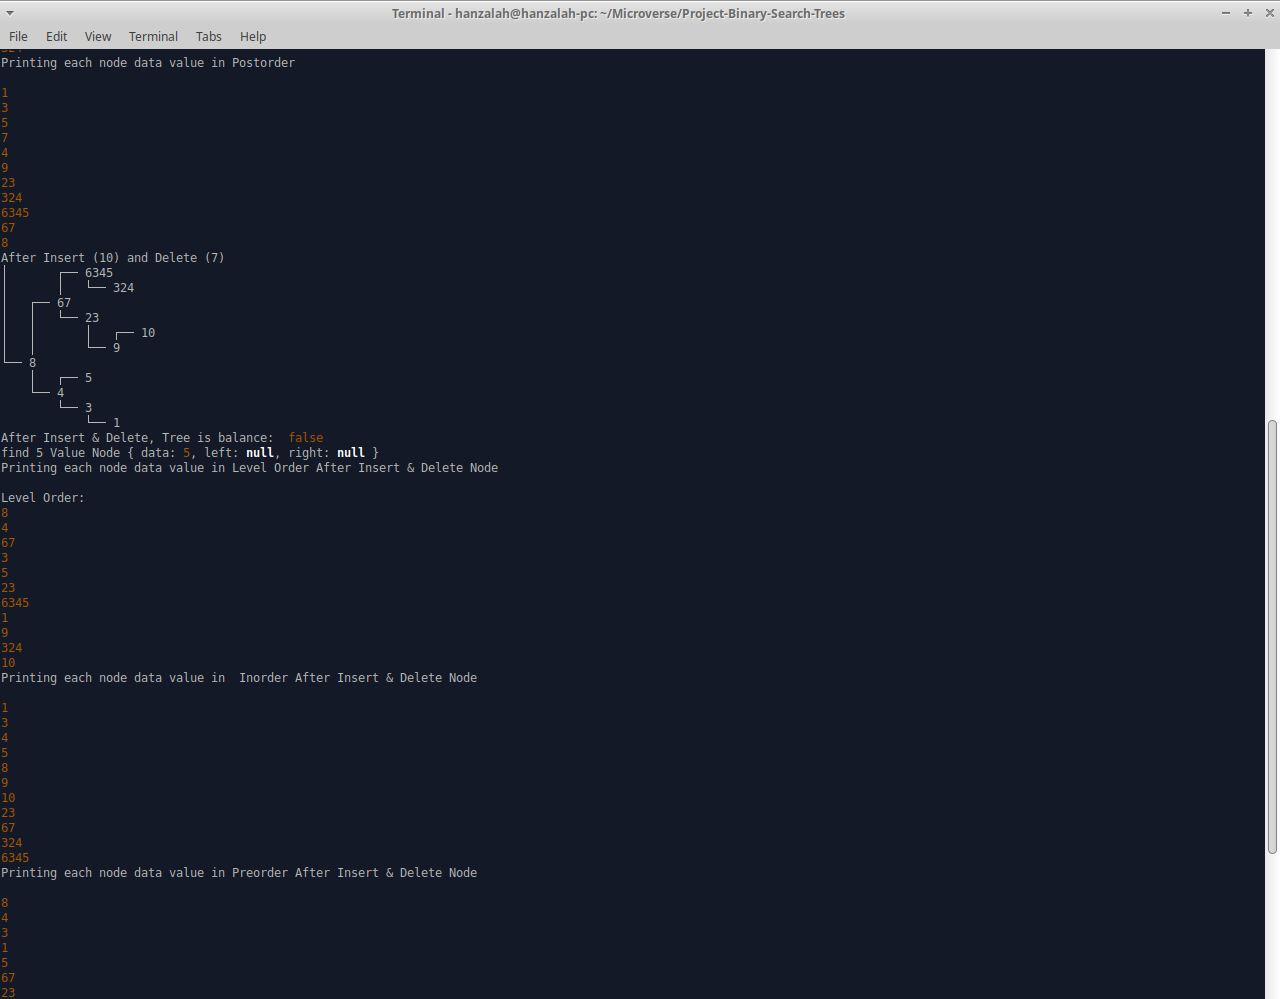 Terminal - hanzalah@hanzalah-pc: ~/Microverse/Project-Binary-Search-Trees
File Edit View Terminal Tabs Help
Printing each node data value in Postorder
1
3
5
7
4
9
23
324
6345
67
8
After Insert (10) and Delete (7)
│       ┌── 6345
│       │   └── 324
│   ┌── 67
│   │   └── 23
│   │       │   ┌── 10
│   │       └── 9
└── 8
    │   ┌── 5
    └── 4
        └── 3
            └── 1
After Insert & Delete, Tree is balance:  false
find 5 Value Node { data: 5, left: null, right: null }
Printing each node data value in Level Order After Insert & Delete Node
Level Order:
8
4
67
3
5
23
6345
1
9
324
10
Printing each node data value in  Inorder After Insert & Delete Node
1
3
4
5
8
9
10
23
67
324
6345
Printing each node data value in Preorder After Insert & Delete Node
8
4
3
1
5
67
23